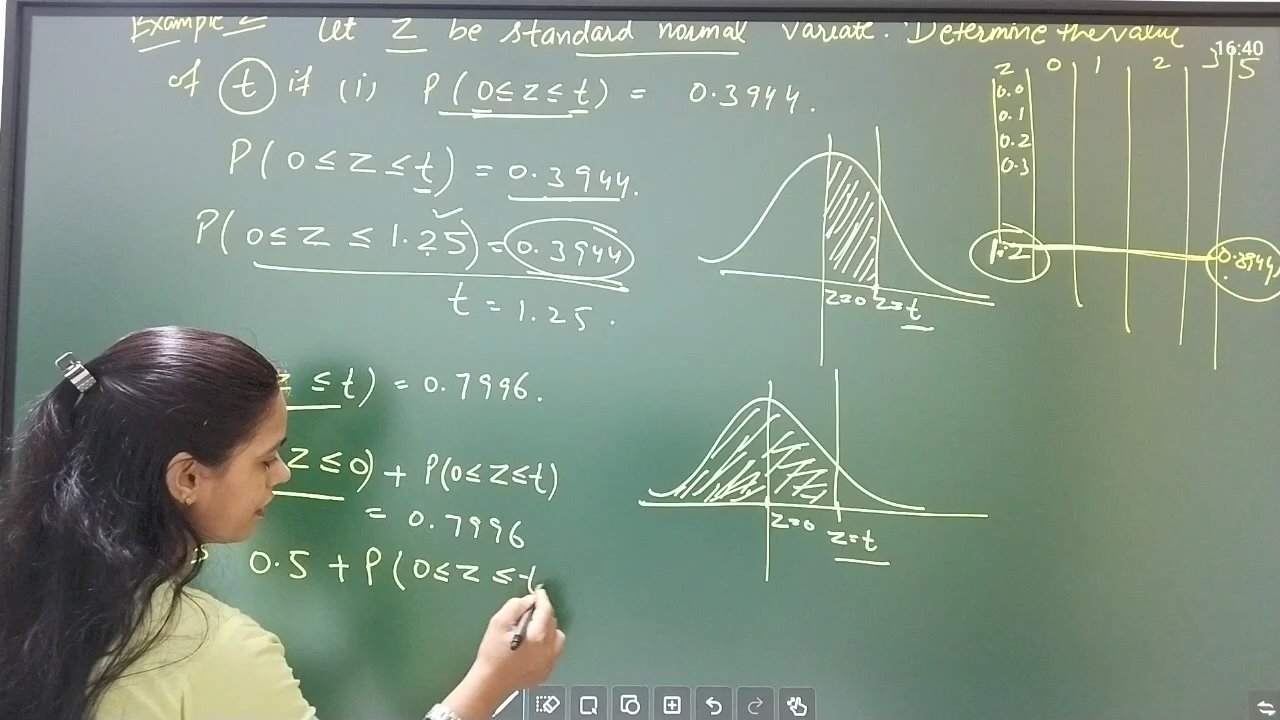 Example 2 Let Z be standard normal variate. Determine the value
16:40
of t if (i) P(0≤z≤t) = 0.3944.
P(0≤Z≤t) = 0.3944.
P(0≤Z≤1.25) = 0.3944
t = 1.25.
z 0 1 2 3 5
0.0
0.1
0.2
0.3
1.2 0.3944
z=0 z=t
z ≤t) = 0.7996.
z≤0) + P(0≤z≤t)
= 0.7996
0.5 + P(0≤z≤t
z=0
z=t